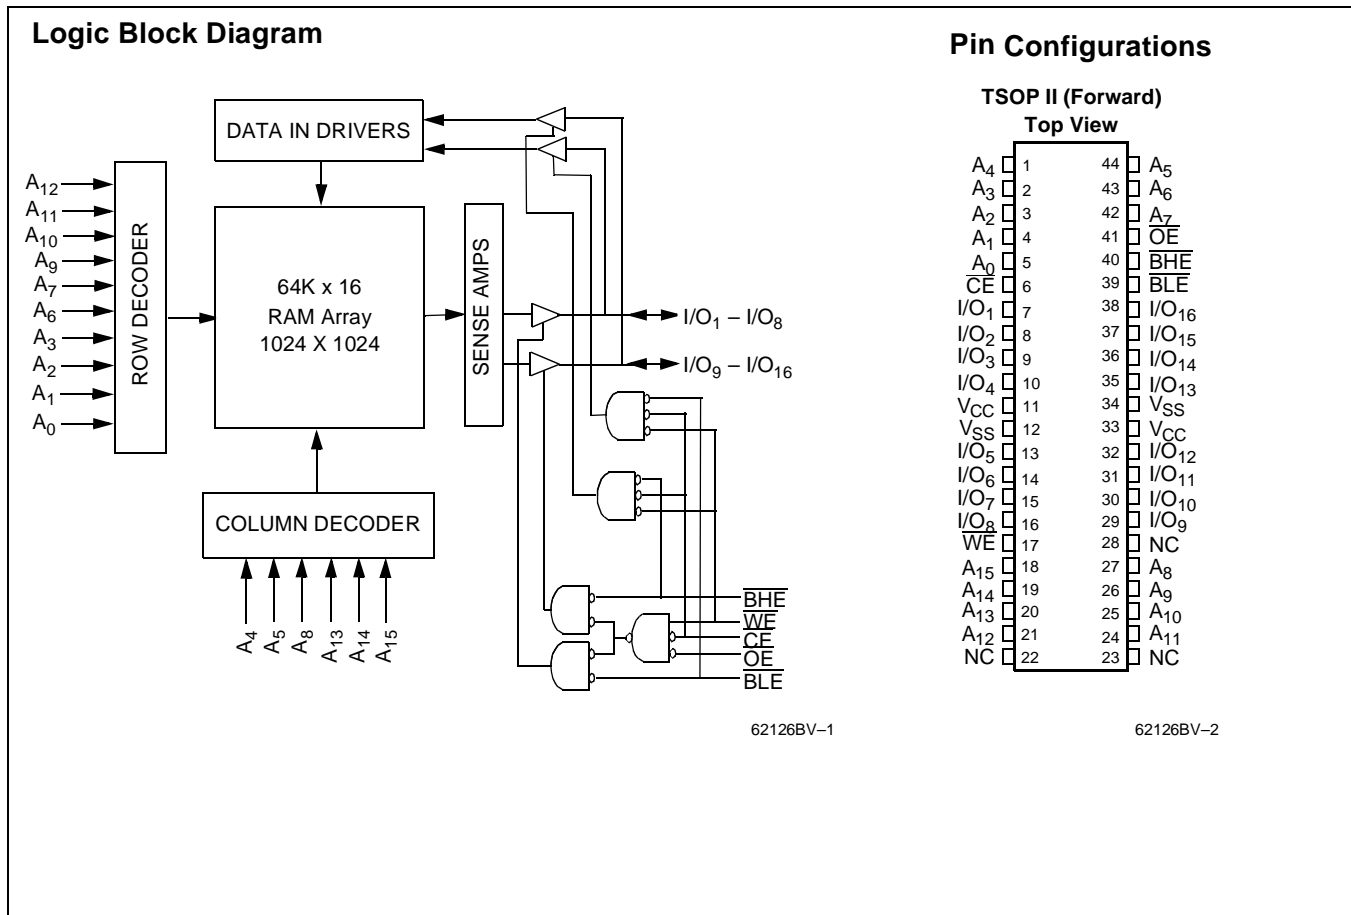 Logic Block Diagram
DATA IN DRIVERS
A12
A11
A10
A9
A7
A6
A3
A2
A1
A0
ROW DECODER
64K x 16
RAM Array
1024 X 1024
SENSE AMPS
I/O1 – I/O8
I/O9 – I/O16
COLUMN DECODER
A4
A5
A8
A13
A14
A15
BHE
WE
CE
OE
BLE
62126BV–1
Pin Configurations
TSOP II (Forward)
Top View
A4 1 44 A5
A3 2 43 A6
A2 3 42 A7
A1 4 41 OE
A0 5 40 BHE
CE 6 39 BLE
I/O1 7 38 I/O16
I/O2 8 37 I/O15
I/O3 9 36 I/O14
I/O4 10 35 I/O13
VCC 11 34 VSS
VSS 12 33 VCC
I/O5 13 32 I/O12
I/O6 14 31 I/O11
I/O7 15 30 I/O10
I/O8 16 29 I/O9
WE 17 28 NC
A15 18 27 A8
A14 19 26 A9
A13 20 25 A10
A12 21 24 A11
NC 22 23 NC
62126BV–2